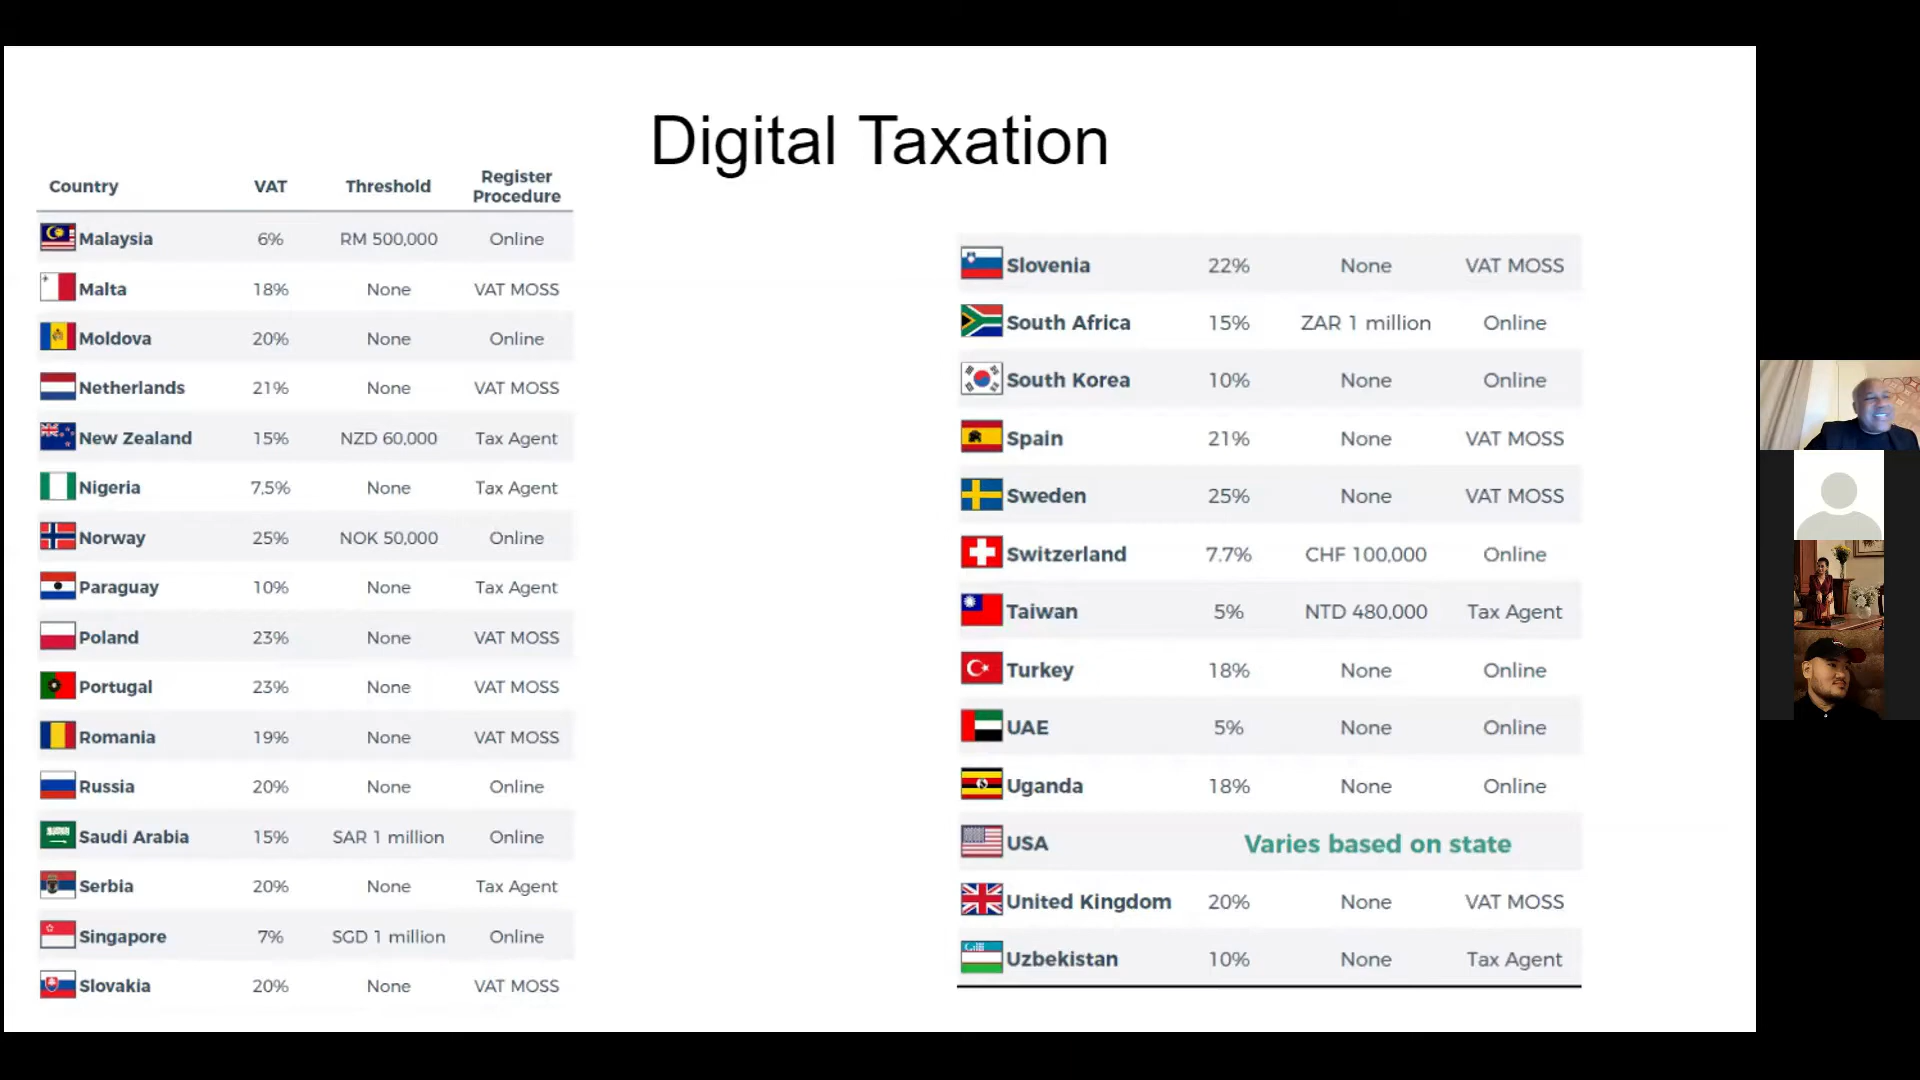 Digital Taxation
Country VAT Threshold Register Procedure
Malaysia 6% RM 500,000 Online
Malta 18% None VAT MOSS
Moldova 20% None Online
Netherlands 21% None VAT MOSS
New Zealand 15% NZD 60,000 Tax Agent
Nigeria 7,5% None Tax Agent
Norway 25% NOK 50,000 Online
Paraguay 10% None Tax Agent
Poland 23% None VAT MOSS
Portugal 23% None VAT MOSS
Romania 19% None VAT MOSS
Russia 20% None Online
Saudi Arabia 15% SAR 1 million Online
Serbia 20% None Tax Agent
Singapore 7% SGD 1 million Online
Slovakia 20% None VAT MOSS
Slovenia 22% None VAT MOSS
South Africa 15% ZAR 1 million Online
South Korea 10% None Online
Spain 21% None VAT MOSS
Sweden 25% None VAT MOSS
Switzerland 7.7% CHF 100,000 Online
Taiwan 5% NTD 480,000 Tax Agent
Turkey 18% None Online
UAE 5% None Online
Uganda 18% None Online
USA Varies based on state
United Kingdom 20% None VAT MOSS
Uzbekistan 10% None Tax Agent